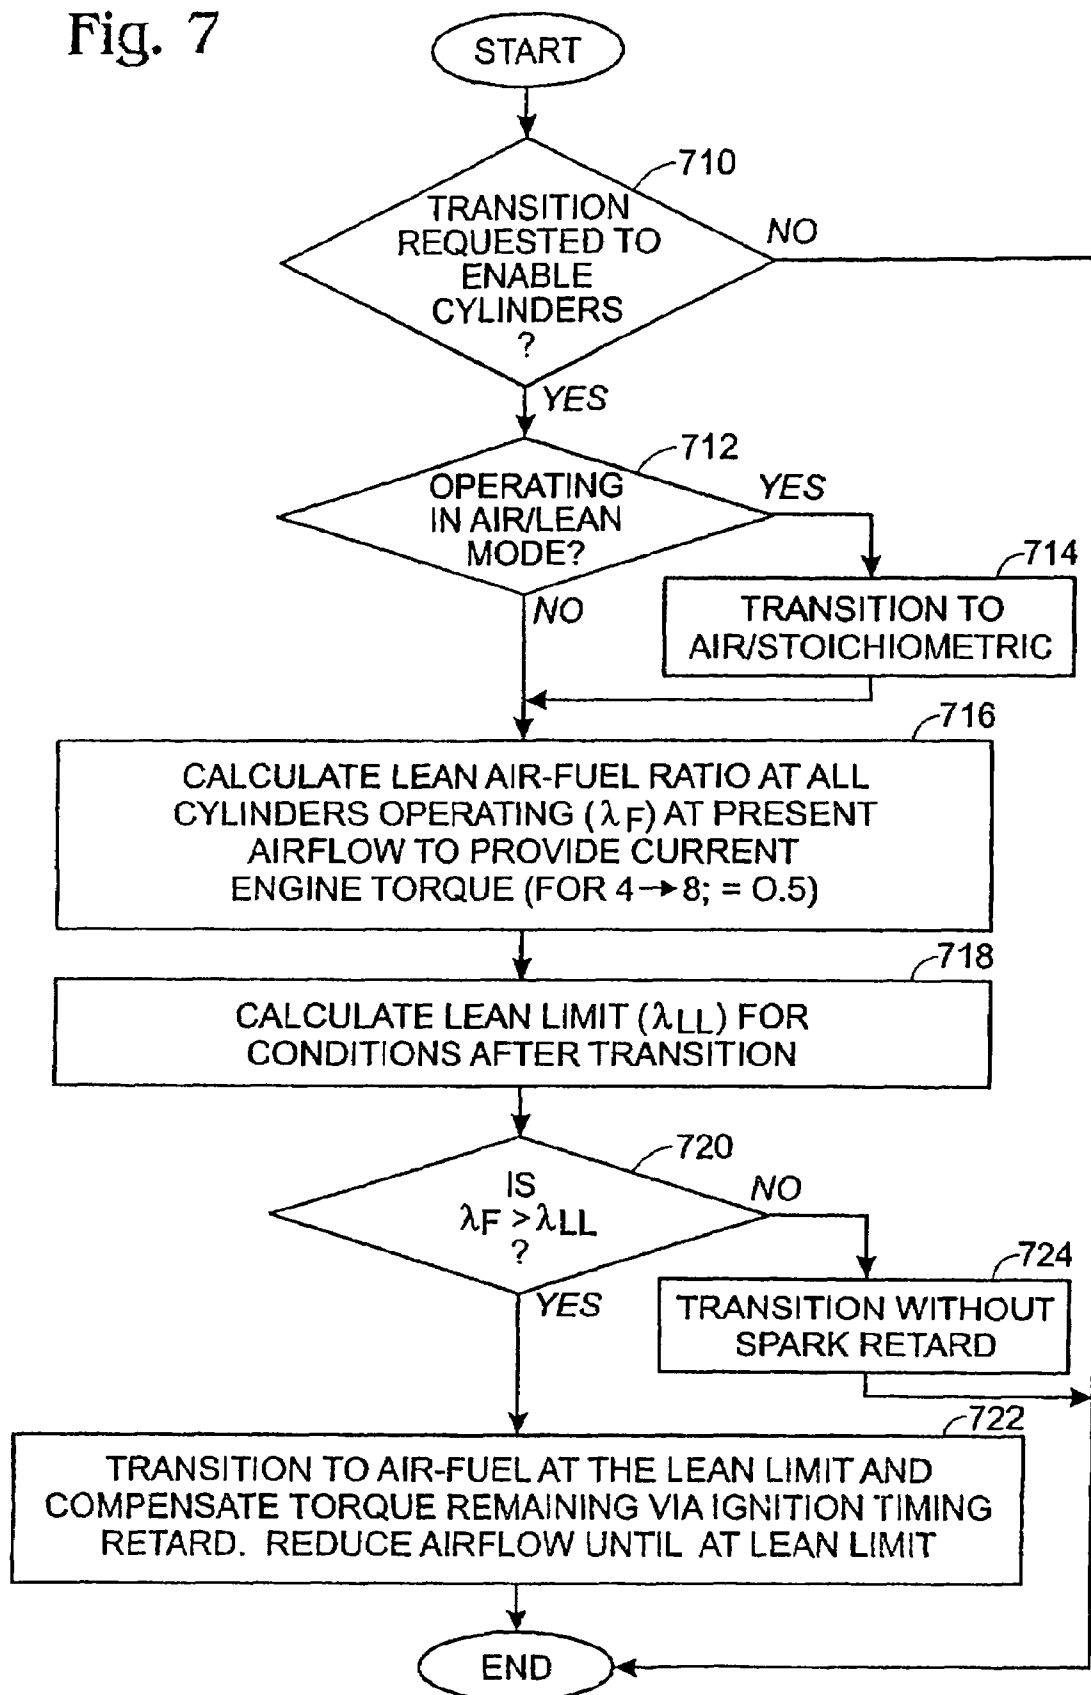 Fig. 7
START
710
TRANSITION
REQUESTED TO
ENABLE
CYLINDERS
?
NO
YES
712
OPERATING
IN AIR/LEAN
MODE?
YES
NO
714
TRANSITION TO
AIR/STOICHIOMETRIC
716
CALCULATE LEAN AIR-FUEL RATIO AT ALL
CYLINDERS OPERATING (λF) AT PRESENT
AIRFLOW TO PROVIDE CURRENT
ENGINE TORQUE (FOR 4→8; = 0.5)
718
CALCULATE LEAN LIMIT (λLL) FOR
CONDITIONS AFTER TRANSITION
720
IS
λF >λLL
?
NO
YES
724
TRANSITION WITHOUT
SPARK RETARD
722
TRANSITION TO AIR-FUEL AT THE LEAN LIMIT AND
COMPENSATE TORQUE REMAINING VIA IGNITION TIMING
RETARD. REDUCE AIRFLOW UNTIL AT LEAN LIMIT
END